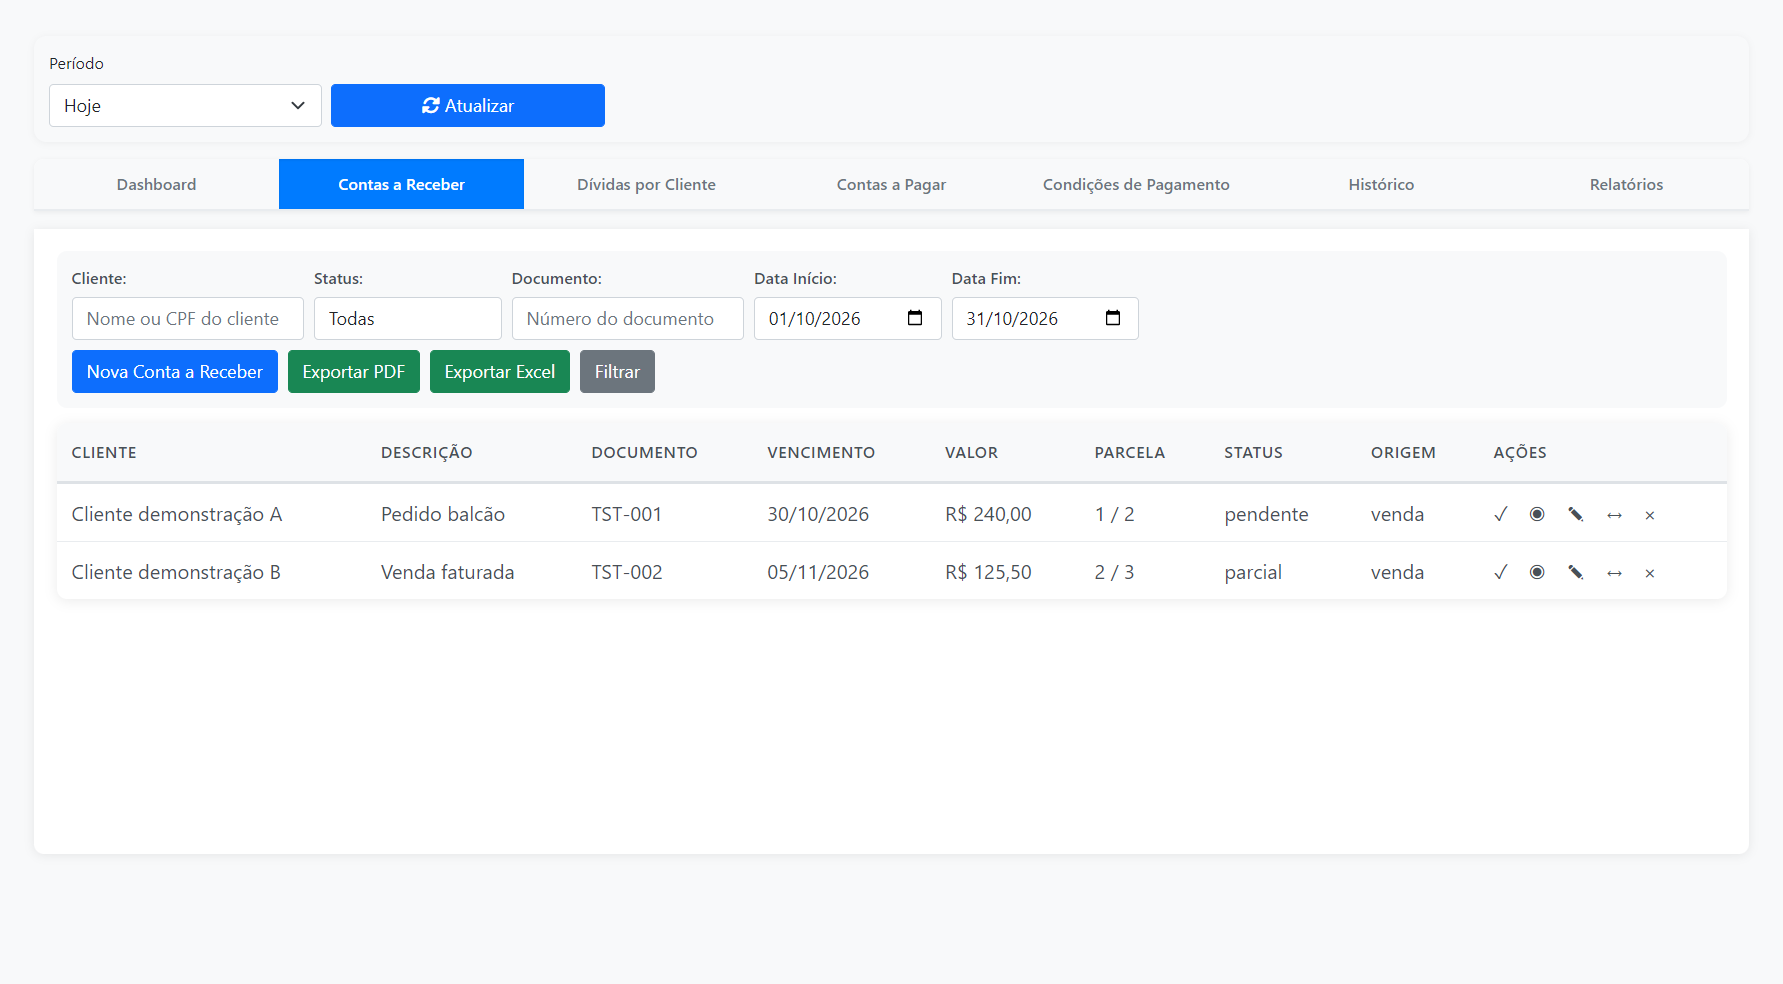 Período
Hoje
Atualizar
Dashboard Contas a Receber Dívidas por Cliente Contas a Pagar Condições de Pagamento Histórico Relatórios
Cliente: Status: Documento: Data Início: Data Fim:
Nome ou CPF do cliente Todas Número do documento 01/10/2026 31/10/2026
Nova Conta a Receber Exportar PDF Exportar Excel Filtrar
CLIENTE DESCRIÇÃO DOCUMENTO VENCIMENTO VALOR PARCELA STATUS ORIGEM AÇÕES
Cliente demonstração A Pedido balcão TST-001 30/10/2026 R$ 240,00 1 / 2 pendente venda
Cliente demonstração B Venda faturada TST-002 05/11/2026 R$ 125,50 2 / 3 parcial venda